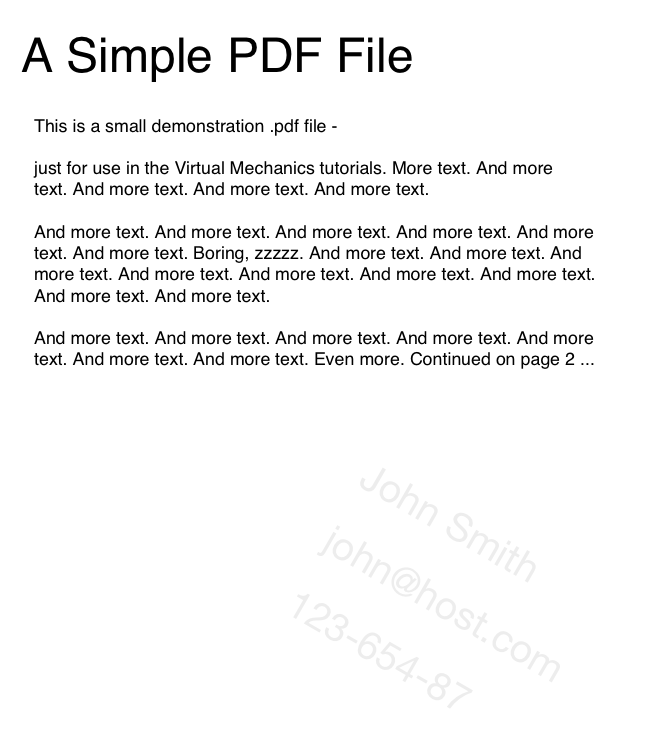 A Simple PDF File
This is a small demonstration .pdf file -
just for use in the Virtual Mechanics tutorials. More text. And more
text. And more text. And more text. And more text.
And more text. And more text. And more text. And more text. And more
text. And more text. Boring, zzzzz. And more text. And more text. And
more text. And more text. And more text. And more text. And more text.
And more text. And more text.
And more text. And more text. And more text. And more text. And more
text. And more text. And more text. Even more. Continued on page 2 ...
John Smith
john@host.com
123-654-87